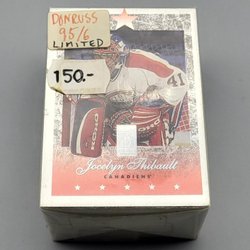 DONRUSS
95/6
LIMITED
150.-
41
Jocelyn Thibault
CANADIENS